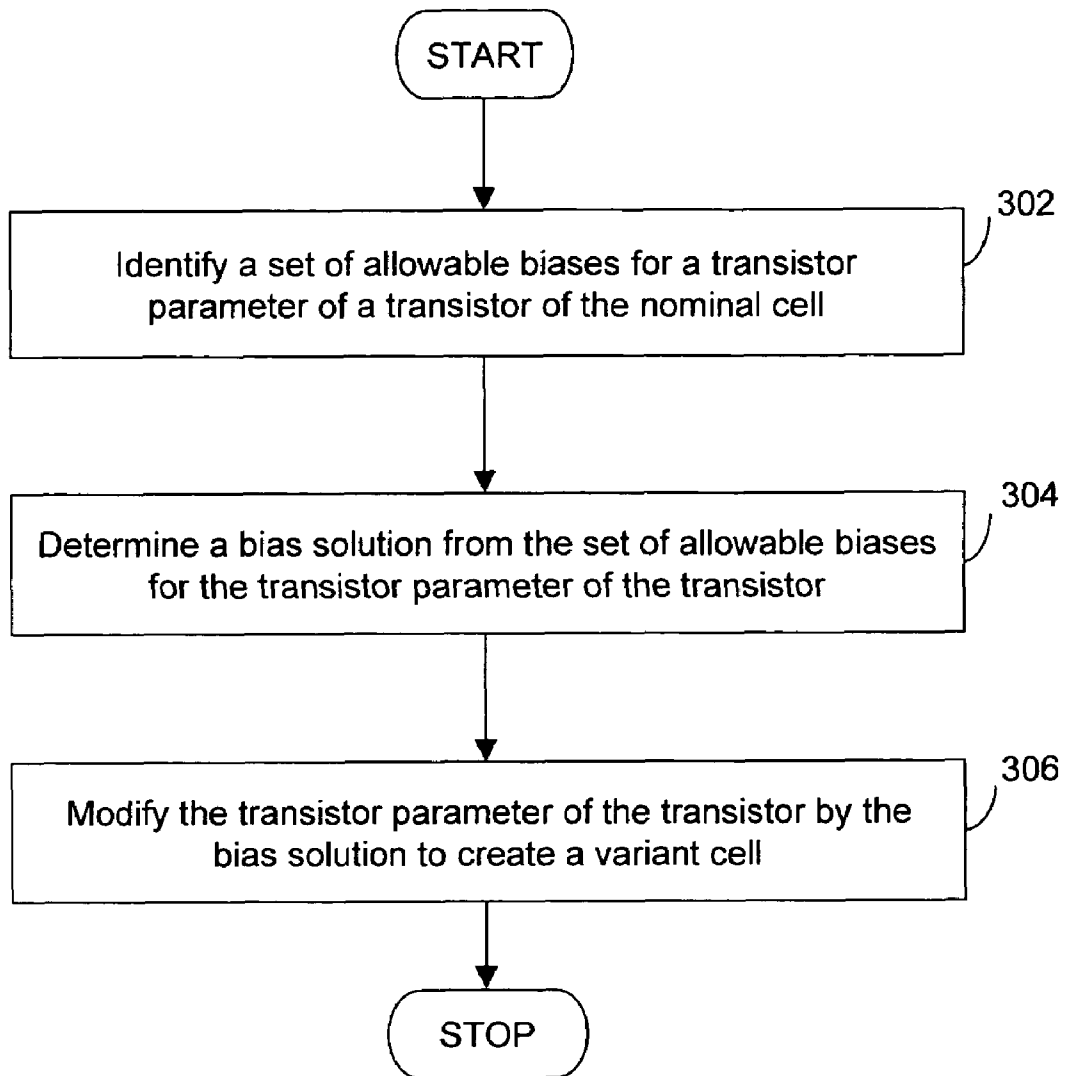 START
302
Identify a set of allowable biases for a transistor
parameter of a transistor of the nominal cell
304
Determine a bias solution from the set of allowable biases
for the transistor parameter of the transistor
306
Modify the transistor parameter of the transistor by the
bias solution to create a variant cell
STOP